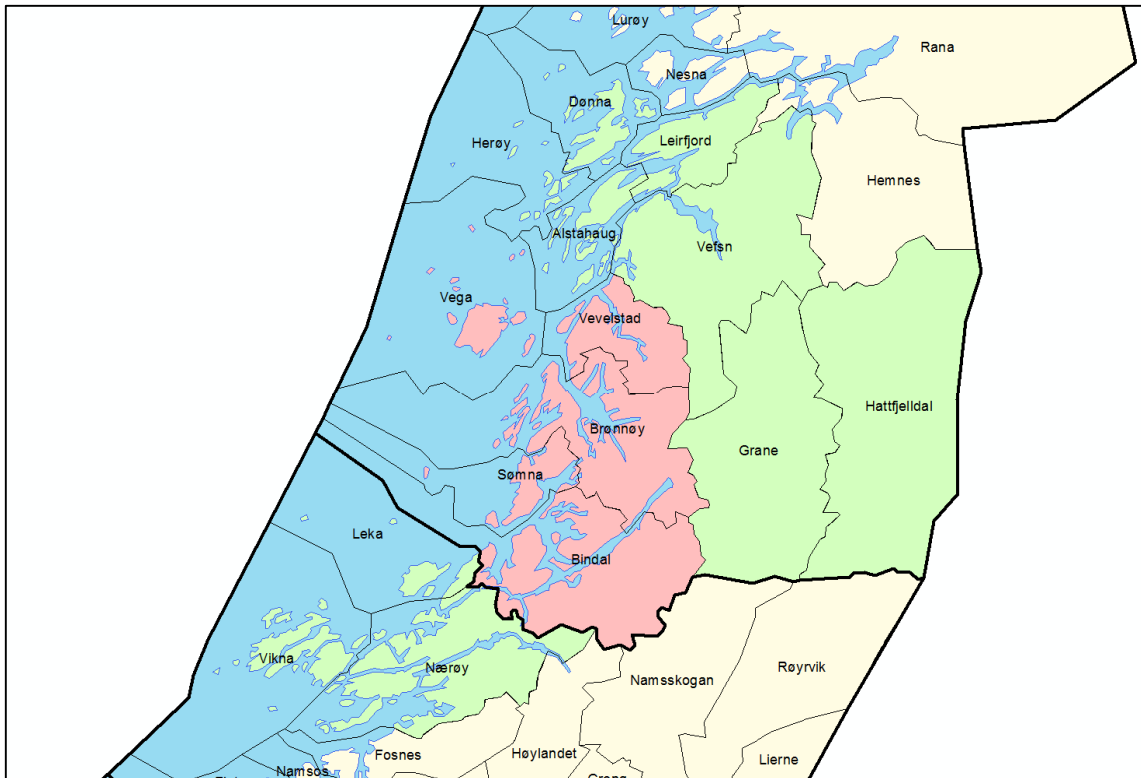 Lurøy
Rana
Nesna
Dønna
Herøy
Leirfjord
Hemnes
Alstahaug
Vefsn
Vega
Vevelstad
Hattfjelldal
Brønnøy
Grane
Sømna
Leka
Bindal
Vikna
Nærøy
Røyrvik
Namsskogan
Fosnes
Høylandet
Lierne
Namsos